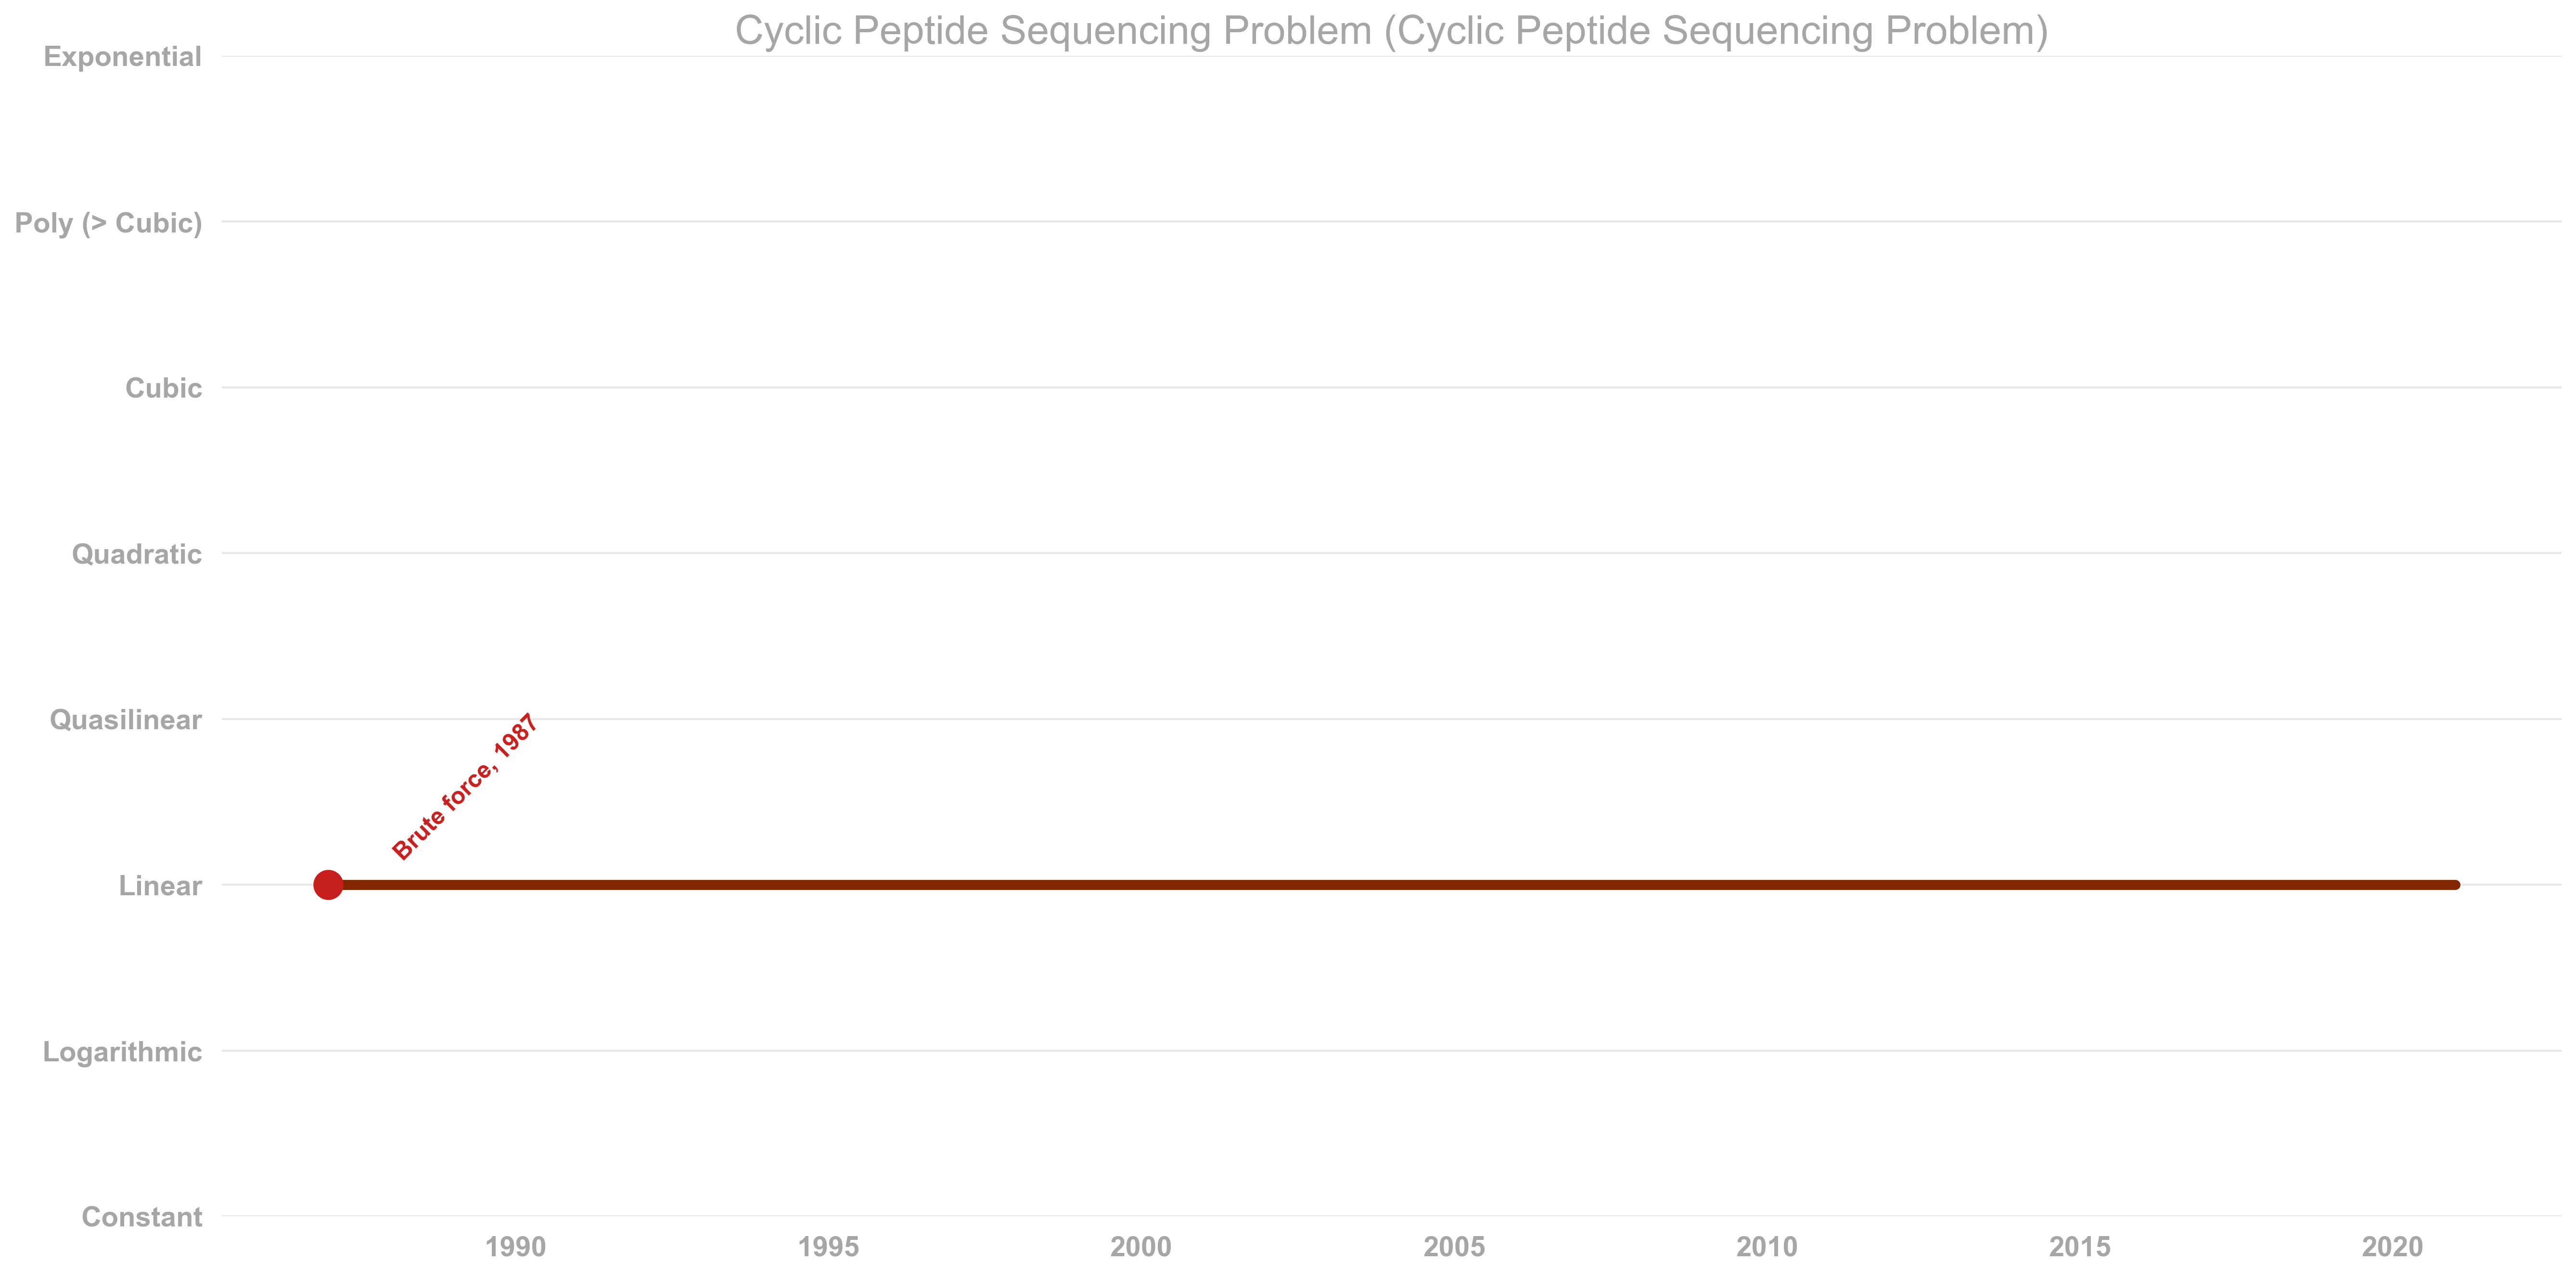 Cyclic Peptide Sequencing Problem (Cyclic Peptide Sequencing Problem)
Exponential
Poly (> Cubic)
Cubic
Quadratic
Quasilinear
Brute force, 1987
Linear
Logarithmic
Constant
1990 1995 2000 2005 2010 2015 2020